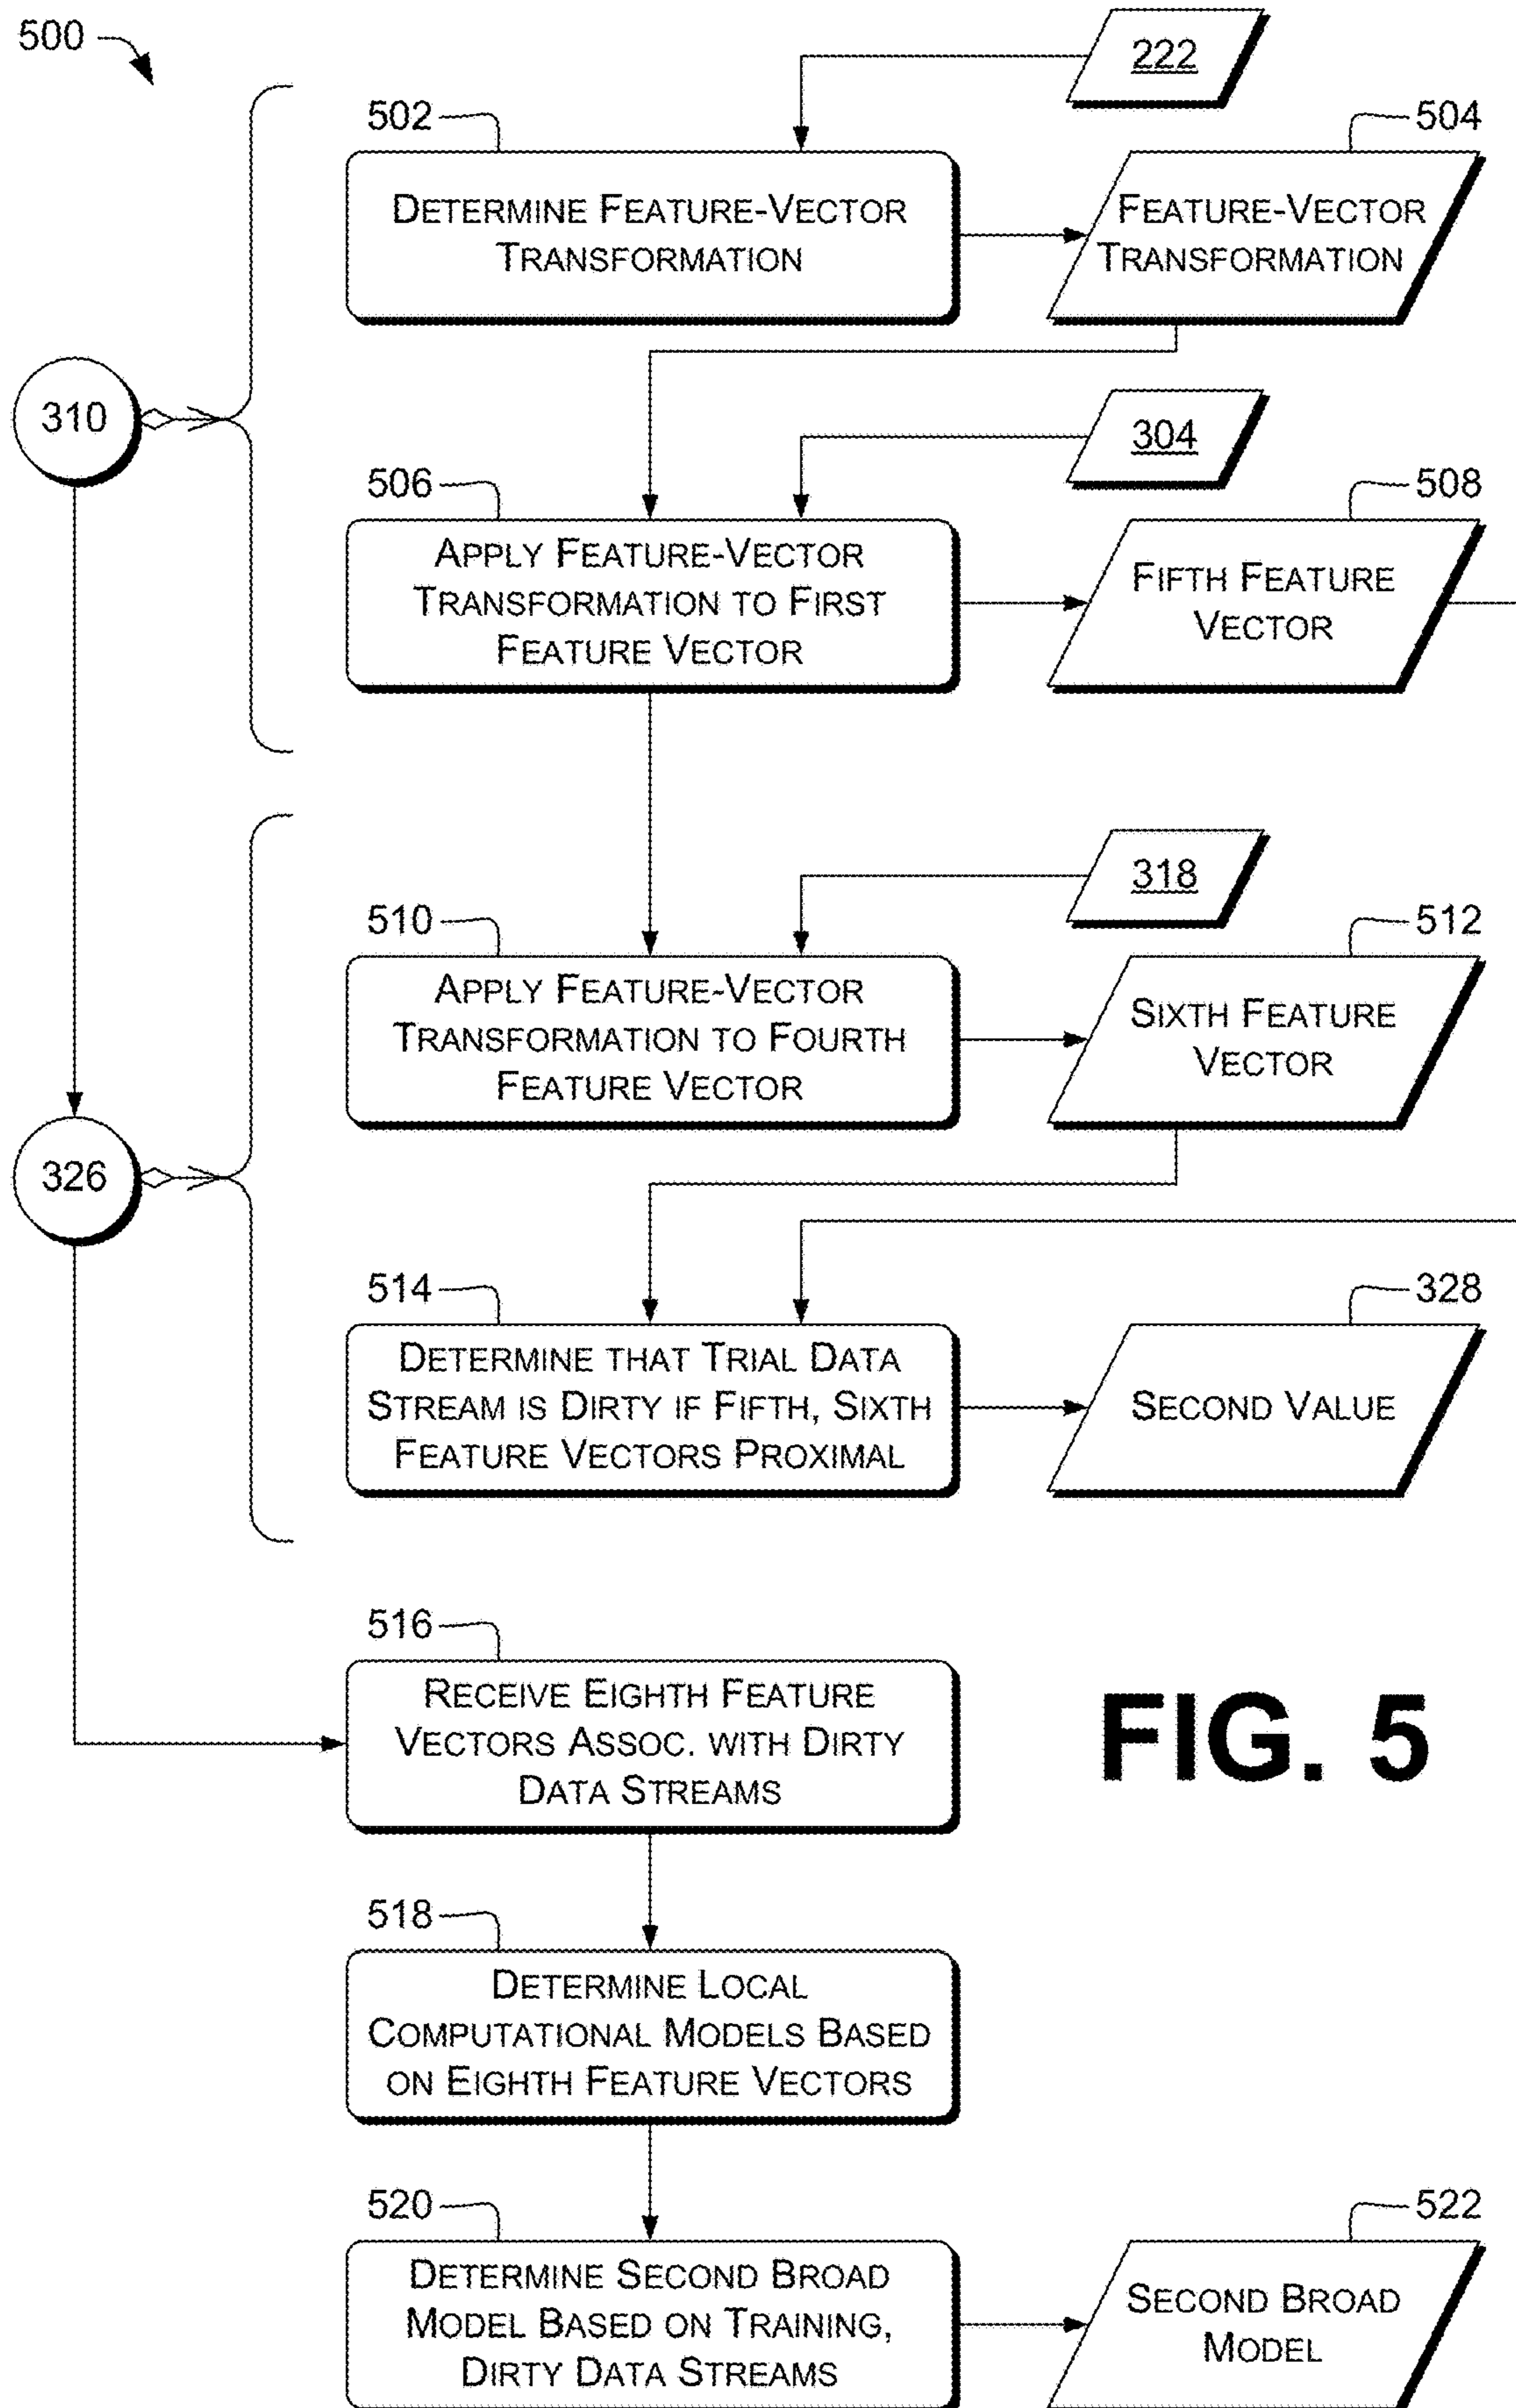 500
222
502
504
DETERMINE FEATURE-VECTOR
TRANSFORMATION
FEATURE-VECTOR
TRANSFORMATION
310
304
506
508
APPLY FEATURE-VECTOR
TRANSFORMATION TO FIRST
FEATURE VECTOR
FIFTH FEATURE
VECTOR
318
510
512
APPLY FEATURE-VECTOR
TRANSFORMATION TO FOURTH
FEATURE VECTOR
SIXTH FEATURE
VECTOR
326
514
328
DETERMINE THAT TRIAL DATA
STREAM IS DIRTY IF FIFTH, SIXTH
FEATURE VECTORS PROXIMAL
SECOND VALUE
516
RECEIVE EIGHTH FEATURE
VECTORS ASSOC. WITH DIRTY
DATA STREAMS
FIG. 5
518
DETERMINE LOCAL
COMPUTATIONAL MODELS BASED
ON EIGHTH FEATURE VECTORS
520
522
DETERMINE SECOND BROAD
MODEL BASED ON TRAINING,
DIRTY DATA STREAMS
SECOND BROAD
MODEL